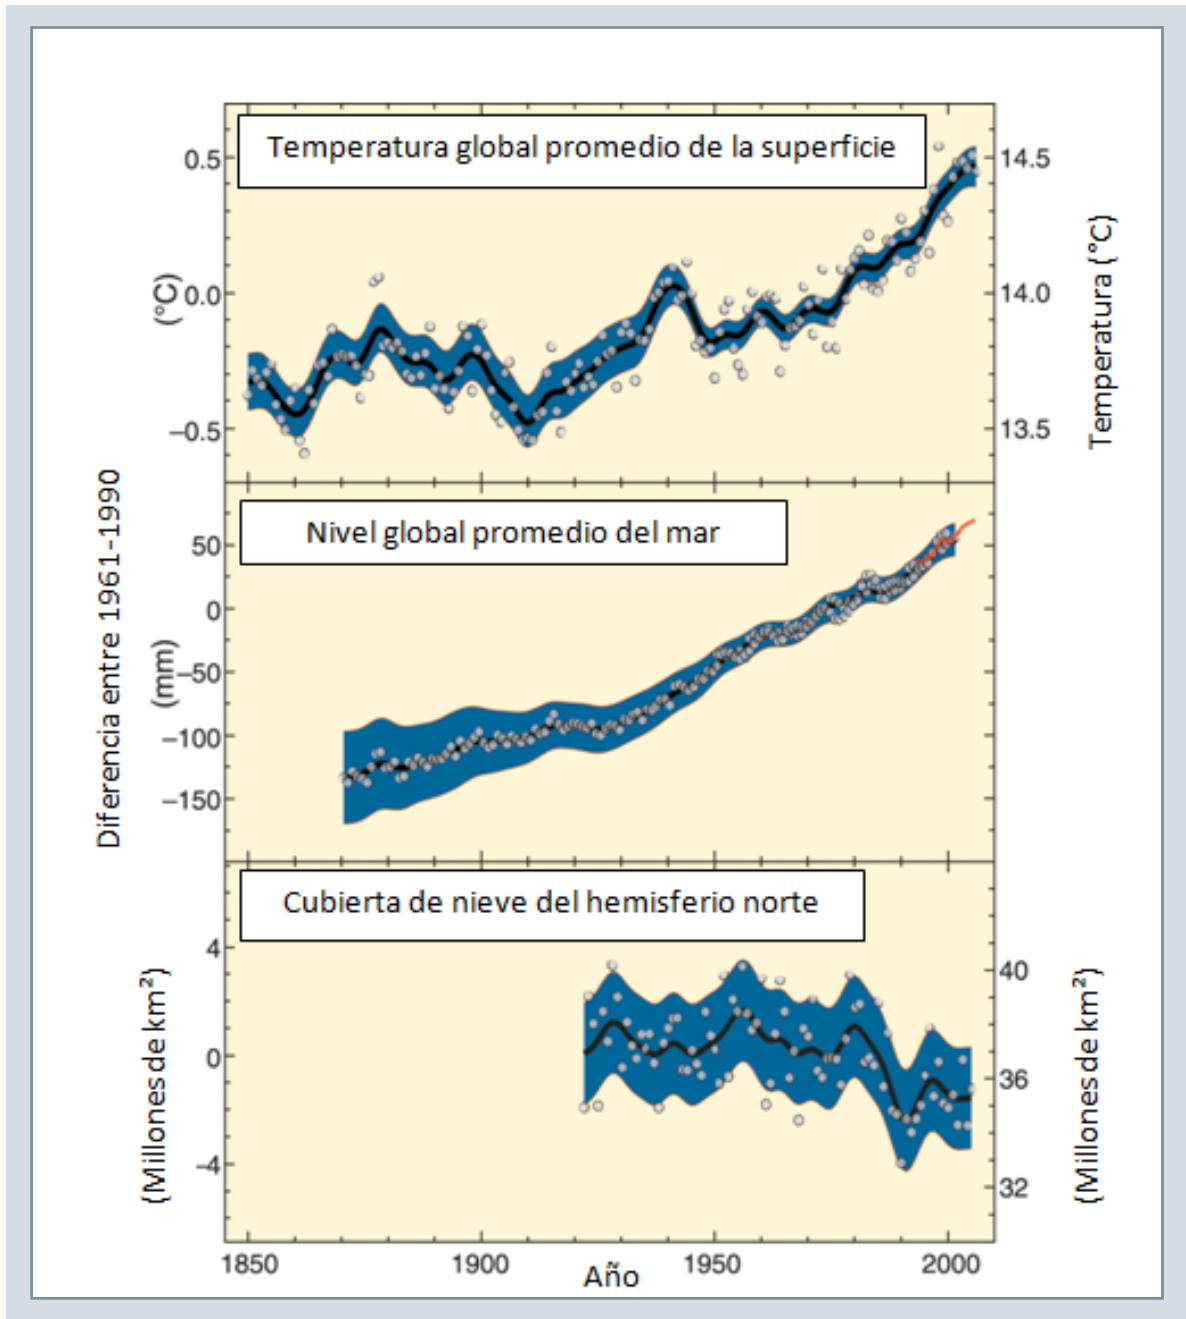 Temperatura global promedio de la superficie
0.5
0.0
−0.5
(°C)
14.5
14.0
13.5
Temperatura (°C)
Nivel global promedio del mar
50
0
−50
−100
−150
(mm)
Diferencia entre 1961-1990
Cubierta de nieve del hemisferio norte
4
0
−4
(Millones de km²)
40
36
32
(Millones de km²)
1850
1900
1950
2000
Año